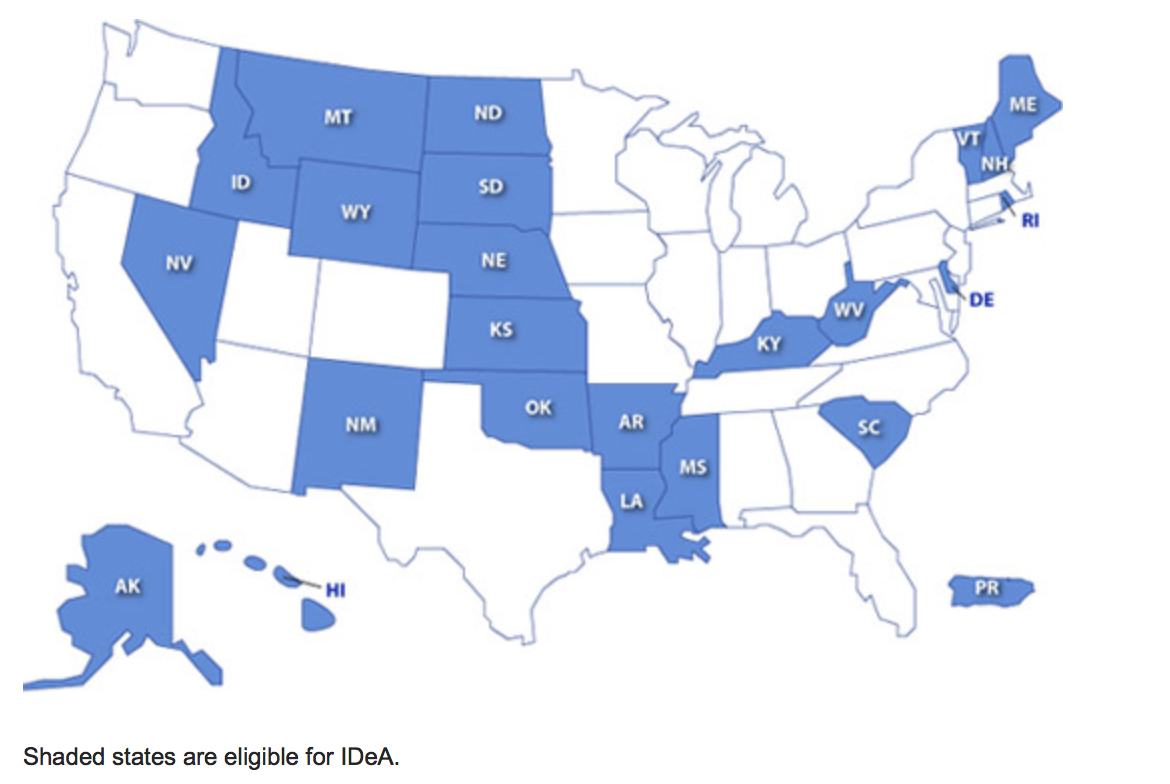 ME
VT
MT
ND
NH
ID
SD
WY
RI
NV
NE
DE
WV
KS
KY
OK
AR
NM
SC
MS
LA
AK
HI
PR
Shaded states are eligible for IDeA.